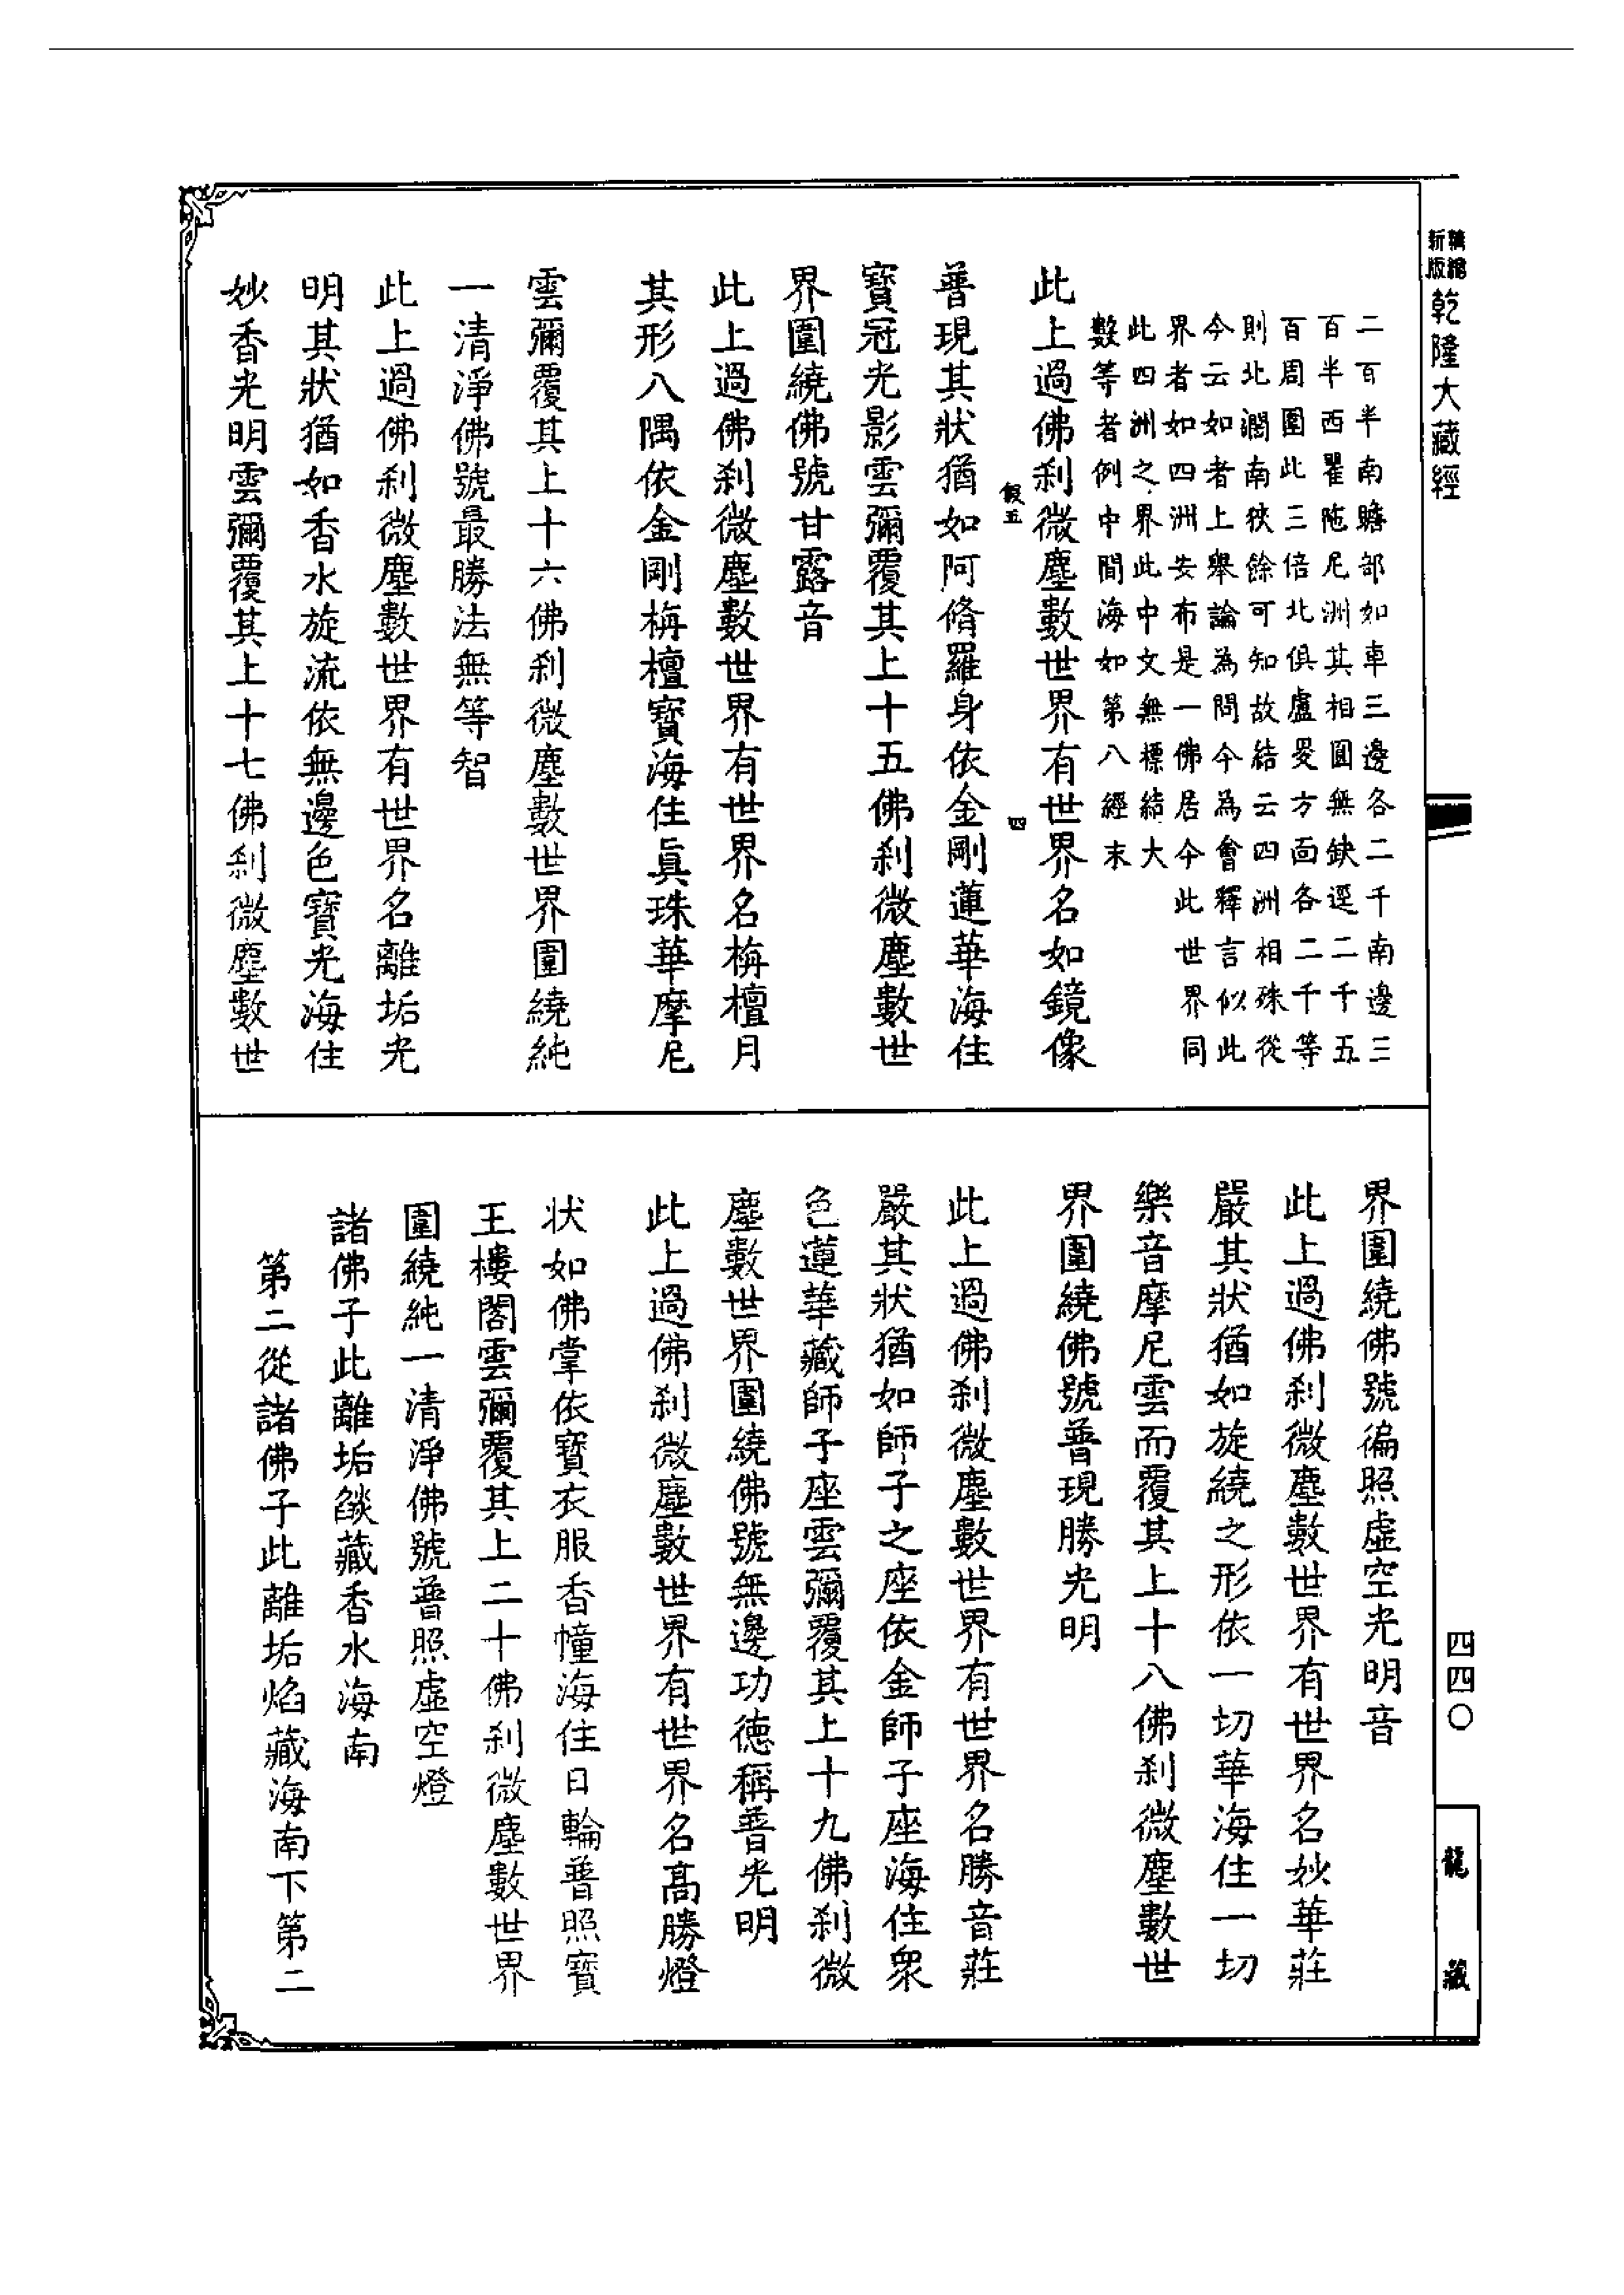 新版精縮
乾隆大藏經
二百半南贍部如車三邊各二千南邊三
百半西瞿陁尼洲其相圓無缺逕二千五
百周圍此三倍北俱盧畟方面各二千等
則北濶南狹餘可知故結云四洲相殊從
今云如者上舉論為問今為會釋言似此
界者如四洲安布是一佛居今此世界同
此四洲之界此中文無標結大
數等者例中間海如第八經末
此上過佛剎微塵數世界有世界名如鏡像
假五
四
普現其狀猶如阿脩羅身依金剛蓮華海住
寶冠光影雲彌覆其上十五佛剎微塵數世
界圍繞佛號甘露音
此上過佛剎微塵數世界有世界名栴檀月
其形八隅依金剛栴檀寶海住真珠華摩尼
雲彌覆其上十六佛剎微塵數世界圍繞純
一清淨佛號最勝法無等智
此上過佛剎微塵數世界有世界名離垢光
明其狀猶如香水旋流依無邊色寶光海住
妙香光明雲彌覆其上十七佛剎微塵數世
界圍繞佛號徧照虛空光明音
此上過佛剎微塵數世界有世界名妙華莊
嚴其狀猶如旋繞之形依一切華海住一切
樂音摩尼雲而覆其上十八佛剎微塵數世
界圍繞佛號普現勝光明
此上過佛剎微塵數世界有世界名勝音莊
嚴其狀猶如師子之座依金師子座海住衆
色蓮華藏師子座雲彌覆其上十九佛剎微
塵數世界圍繞佛號無邊功德稱普光明
此上過佛剎微塵數世界有世界名高勝燈
狀如佛掌依寶衣服香幢海住日輪普照寶
王樓閣雲彌覆其上二十佛剎微塵數世界
圍繞純一清淨佛號普照虛空燈
諸佛子此離垢燄藏香水海南
第二從諸佛子此離垢焰藏海南下第二
四四〇
龍藏